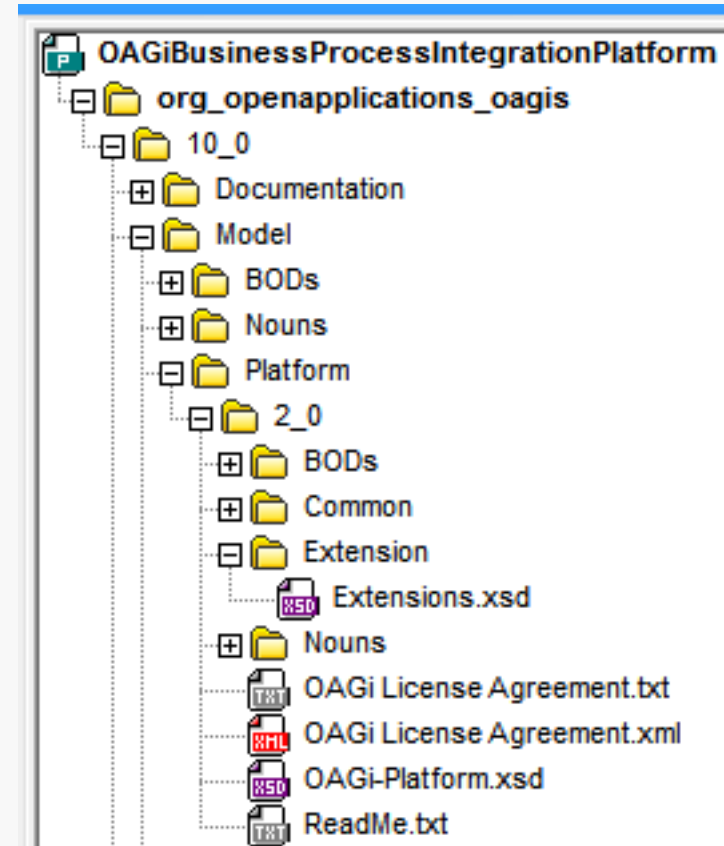 OAGiBusinessProcessIntegrationPlatform
org_openapplications_oagis
10_0
Documentation
Model
BODs
Nouns
Platform
2_0
BODs
Common
Extension
Extensions.xsd
Nouns
OAGi License Agreement.txt
OAGi License Agreement.xml
OAGi-Platform.xsd
ReadMe.txt